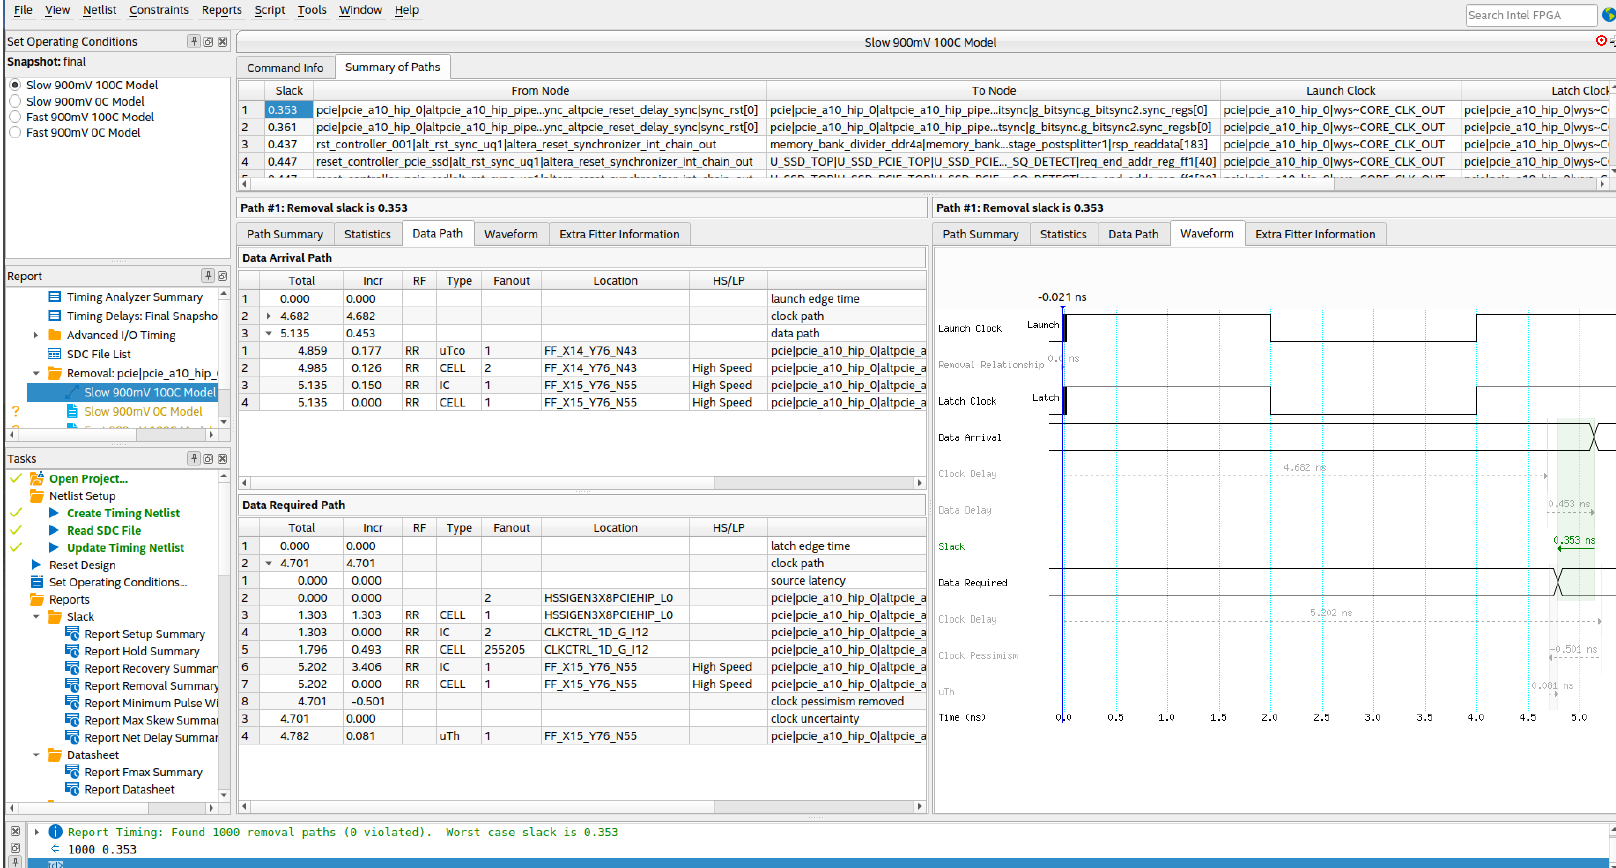 File View Netlist Constraints Reports Script Tools Window Help
Search Intel FPGA
Set Operating Conditions
Snapshot: final
Slow 900mV 100C Model
Slow 900mV 0C Model
Fast 900mV 100C Model
Fast 900mV 0C Model
Report
Timing Analyzer Summary
Timing Delays: Final Snapsho
Advanced I/O Timing
SDC File List
Removal: pcie|pcie_a10_hip_
Slow 900mV 100C Model
? Slow 900mV 0C Model
Tasks
Open Project...
Netlist Setup
Create Timing Netlist
Read SDC File
Update Timing Netlist
Reset Design
Set Operating Conditions...
Reports
Slack
Report Setup Summary
Report Hold Summary
Report Recovery Summar
Report Removal Summary
Report Minimum Pulse Wi
Report Max Skew Summar
Report Net Delay Summar
Datasheet
Report Fmax Summary
Report Datasheet
Slow 900mV 100C Model
Command Info Summary of Paths
Slack From Node To Node Launch Clock Latch Clock
1 0.353 pcie|pcie_a10_hip_0|altpcie_a10_hip_pipe...ync_altpcie_reset_delay_sync|sync_rst[0] pcie|pcie_a10_hip_0|altpcie_a10_hip_pipe...itsync|g_bitsync.g_bitsync2.sync_regs[0] pcie|pcie_a10_hip_0|wys~CORE_CLK_OUT pcie|pcie_a10_hip_0|wys~C
2 0.361 pcie|pcie_a10_hip_0|altpcie_a10_hip_pipe...ync_altpcie_reset_delay_sync|sync_rst[0] pcie|pcie_a10_hip_0|altpcie_a10_hip_pipe...tsync|g_bitsync.g_bitsync2.sync_regsb[0] pcie|pcie_a10_hip_0|wys~CORE_CLK_OUT pcie|pcie_a10_hip_0|wys~C
3 0.437 rst_controller_001|alt_rst_sync_uq1|altera_reset_synchronizer_int_chain_out memory_bank_divider_ddr4a|memory_bank...stage_postsplitter1|rsp_readdata[183] pcie|pcie_a10_hip_0|wys~CORE_CLK_OUT pcie|pcie_a10_hip_0|wys~C
4 0.447 reset_controller_pcie_ssd|alt_rst_sync_uq1|altera_reset_synchronizer_int_chain_out U_SSD_TOP|U_SSD_PCIE_TOP|U_SSD_PCIE... _SQ_DETECT|req_end_addr_reg_ff1[40] pcie|pcie_a10_hip_0|wys~CORE_CLK_OUT pcie|pcie_a10_hip_0|wys~C
Path #1: Removal slack is 0.353
Path Summary Statistics Data Path Waveform Extra Fitter Information
Data Arrival Path
Total Incr RF Type Fanout Location HS/LP
1 0.000 0.000 launch edge time
2 4.682 4.682 clock path
3 5.135 0.453 data path
1 4.859 0.177 RR uTco 1 FF_X14_Y76_N43 pcie|pcie_a10_hip_0|altpcie_a
2 4.985 0.126 RR CELL 2 FF_X14_Y76_N43 High Speed pcie|pcie_a10_hip_0|altpcie_a
3 5.135 0.150 RR IC 1 FF_X15_Y76_N55 High Speed pcie|pcie_a10_hip_0|altpcie_a
4 5.135 0.000 RR CELL 1 FF_X15_Y76_N55 High Speed pcie|pcie_a10_hip_0|altpcie_a
Data Required Path
Total Incr RF Type Fanout Location HS/LP
1 0.000 0.000 latch edge time
2 4.701 4.701 clock path
1 0.000 0.000 source latency
2 0.000 0.000 2 HSSIGEN3X8PCIEHIP_L0 pcie|pcie_a10_hip_0|altpcie_a
3 1.303 1.303 RR CELL 1 HSSIGEN3X8PCIEHIP_L0 pcie|pcie_a10_hip_0|altpcie_a
4 1.303 0.000 RR IC 2 CLKCTRL_1D_G_I12 pcie|pcie_a10_hip_0|altpcie_a
5 1.796 0.493 RR CELL 255205 CLKCTRL_1D_G_I12 pcie|pcie_a10_hip_0|altpcie_a
6 5.202 3.406 RR IC 1 FF_X15_Y76_N55 High Speed pcie|pcie_a10_hip_0|altpcie_a
7 5.202 0.000 RR CELL 1 FF_X15_Y76_N55 High Speed pcie|pcie_a10_hip_0|altpcie_a
8 4.701 -0.501 clock pessimism removed
3 4.701 0.000 clock uncertainty
4 4.782 0.081 uTh 1 FF_X15_Y76_N55 pcie|pcie_a10_hip_0|altpcie_a
Path #1: Removal slack is 0.353
Path Summary Statistics Data Path Waveform Extra Fitter Information
-0.021 ns
Launch Clock Launch
Removal Relationship 0.0 ns
Latch Clock Latch
Data Arrival
Clock Delay 4.682 ns
Data Delay 0.453 ns
Slack 0.353 ns
Data Required
Clock Delay 5.202 ns
Clock Pessimism -0.501 ns
uTh 0.081 ns
Time (ns) 0.0 0.5 1.0 1.5 2.0 2.5 3.0 3.5 4.0 4.5 5.0
Report Timing: Found 1000 removal paths (0 violated). Worst case slack is 0.353
1000 0.353